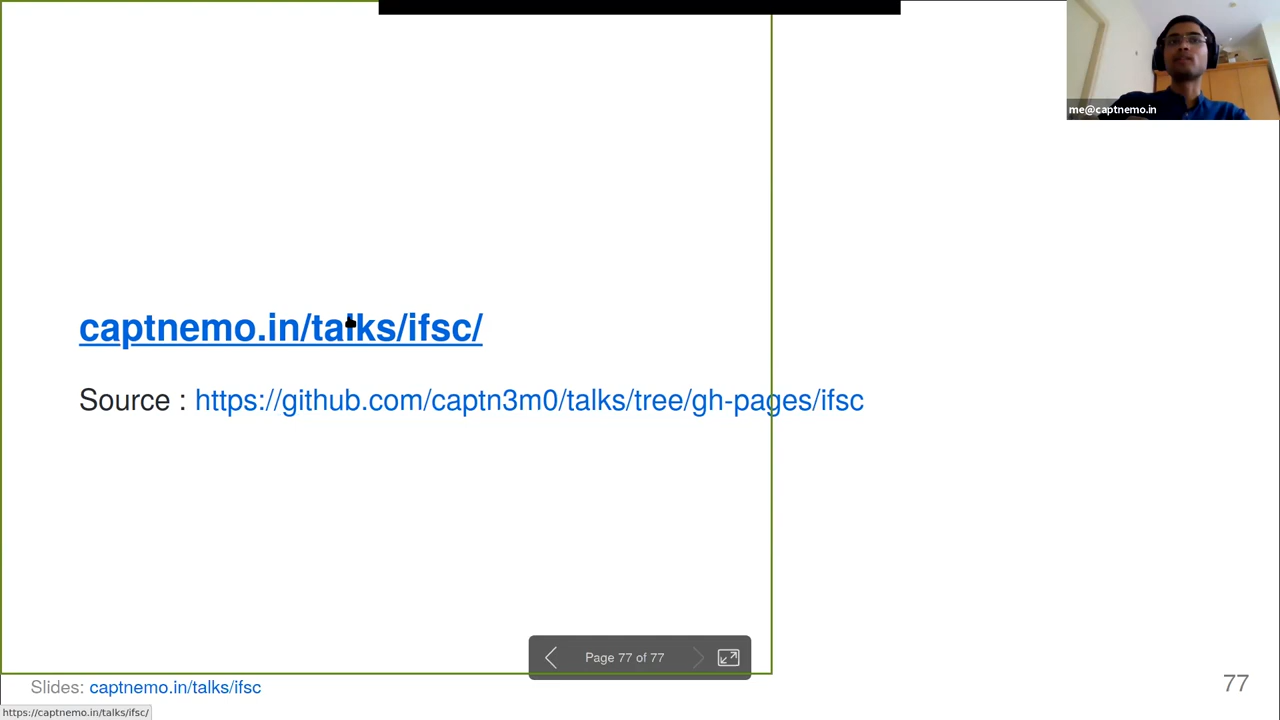 me@captnemo.in
captnemo.in/talks/ifsc/
Source : https://github.com/captn3m0/talks/tree/gh-pages/ifsc
Page 77 of 77
Slides: captnemo.in/talks/ifsc
77
https://captnemo.in/talks/ifsc/